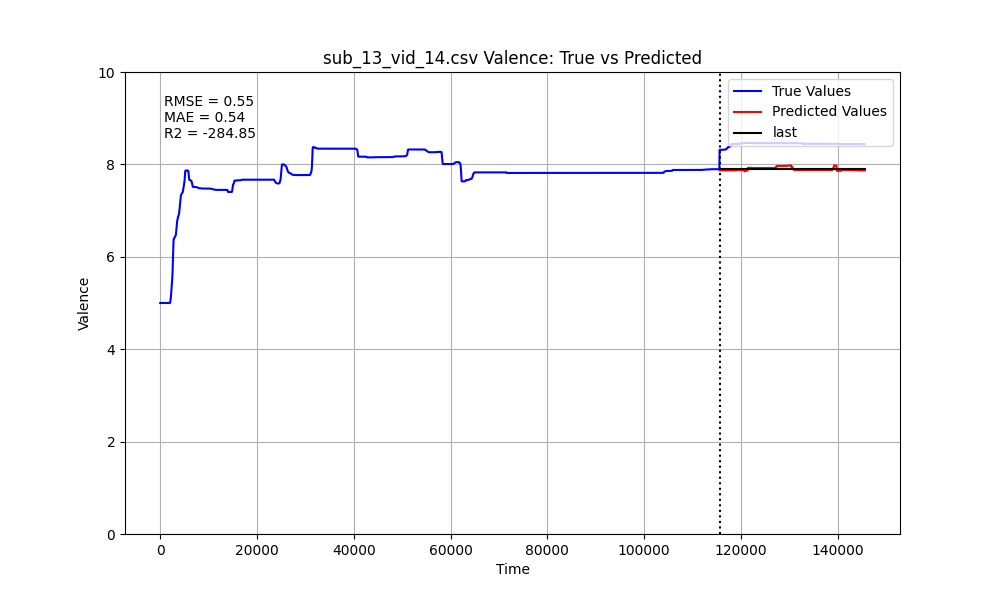 sub_13_vid_14.csv Valence: True vs Predicted
10
8
6
4
2
0
Valence
RMSE = 0.55
MAE = 0.54
R2 = -284.85
True Values
Predicted Values
last
0 20000 40000 60000 80000 100000 120000 140000
Time